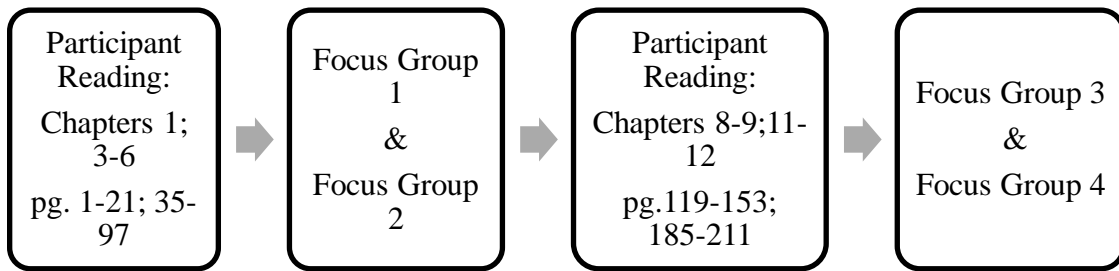 Participant
Reading:
Chapters 1;
3-6
pg. 1-21; 35-
97
Focus Group
1
&
Focus Group
2
Participant
Reading:
Chapters 8-9;11-
12
pg.119-153;
185-211
Focus Group 3
&
Focus Group 4